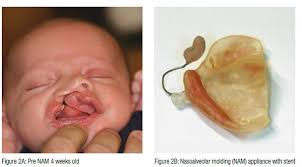 Figure 2A: Pre NAM 4 weeks old
Figure 2B: Nasoalveolar molding (NAM) appliance with stent